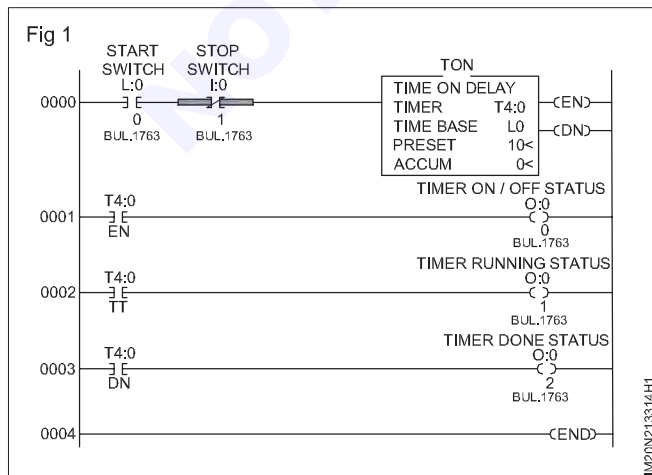 Fig 1
START SWITCH
L:0
0
BUL.1763
STOP SWITCH
I:0
1
BUL.1763
TON
TIME ON DELAY
TIMER T4:0
TIME BASE L0
PRESET 10<
ACCUM 0<
(EN)
(DN)
0000
TIMER ON / OFF STATUS
T4:0
O:0
0001
EN
0
BUL.1763
TIMER RUNNING STATUS
T4:0
O:0
0002
TT
1
BUL.1763
TIMER DONE STATUS
T4:0
O:0
0003
DN
2
BUL.1763
0004
(END)